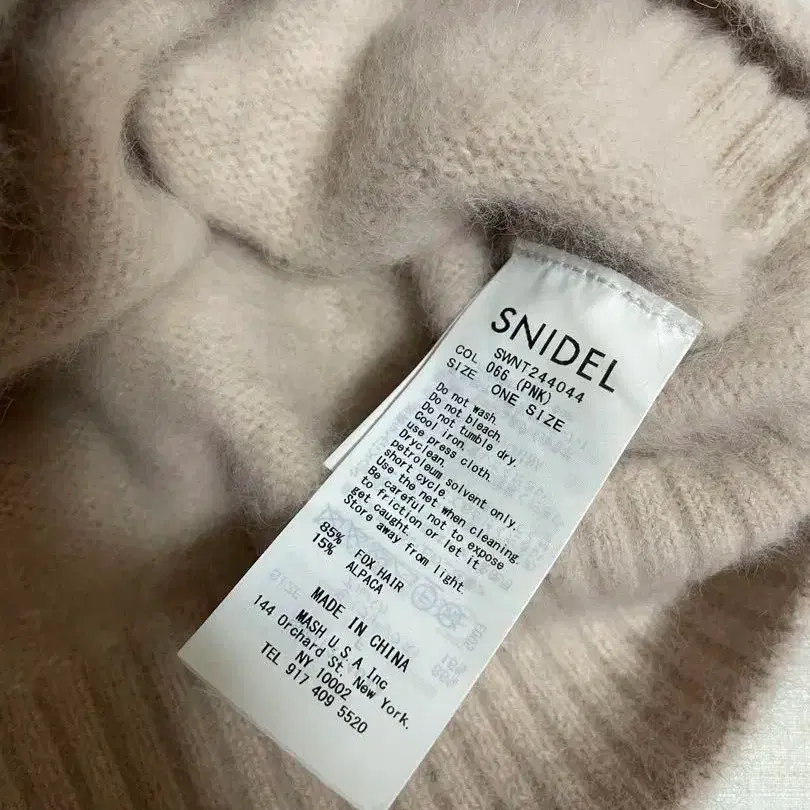 SNIDEL
SWNT244044
COL 066 (PNK)
SIZE ONE SIZE
Do not wash.
Do not bleach.
Do not tumble dry.
Cool iron.
use press cloth.
Dryclean.
petroleum solvent only.
short cycle.
Use the net when cleaning.
Be careful not to expose
to friction or let it
get caught.
Store away from light.
85% FOX HAIR
15% ALPACA
MADE IN CHINA
MASH U.S.A Inc
144 Orchard St. New York.
NY 10002
TEL 917 409 5520